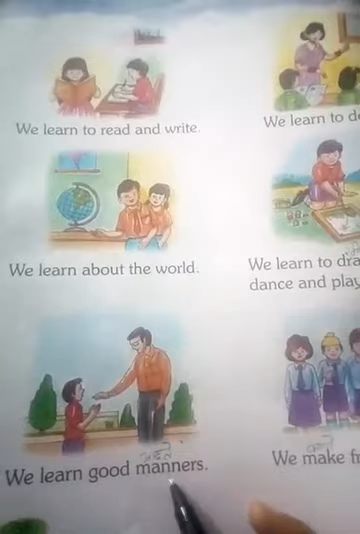 We learn to read and write.
We learn to d
We learn about the world.
We learn to dra
dance and play
We learn good manners.
We make fr